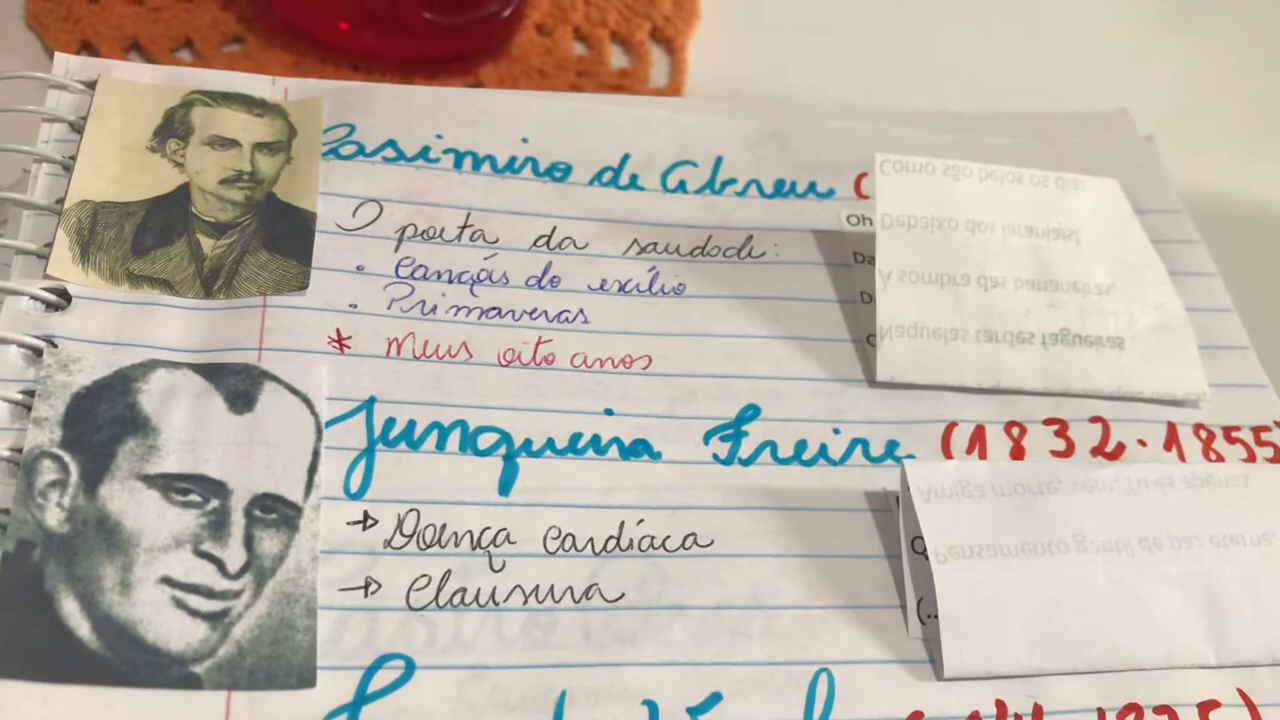 Casimiro de Abreu (
O poeta da saudade:
• Canções do exílio
• Primaveras
* Meus oito anos
Como são belos os dias
Oh Debaixo dos laranjais!
Da
À sombra das bananeiras,
D
Naquelas tardes fagueiras
Junqueira Freire (1832-1855)
→ Doença cardíaca
→ Clausura
Amiga morte, vem. Tu és apenas
Q
Pensamento gentil de paz eterna,
(..